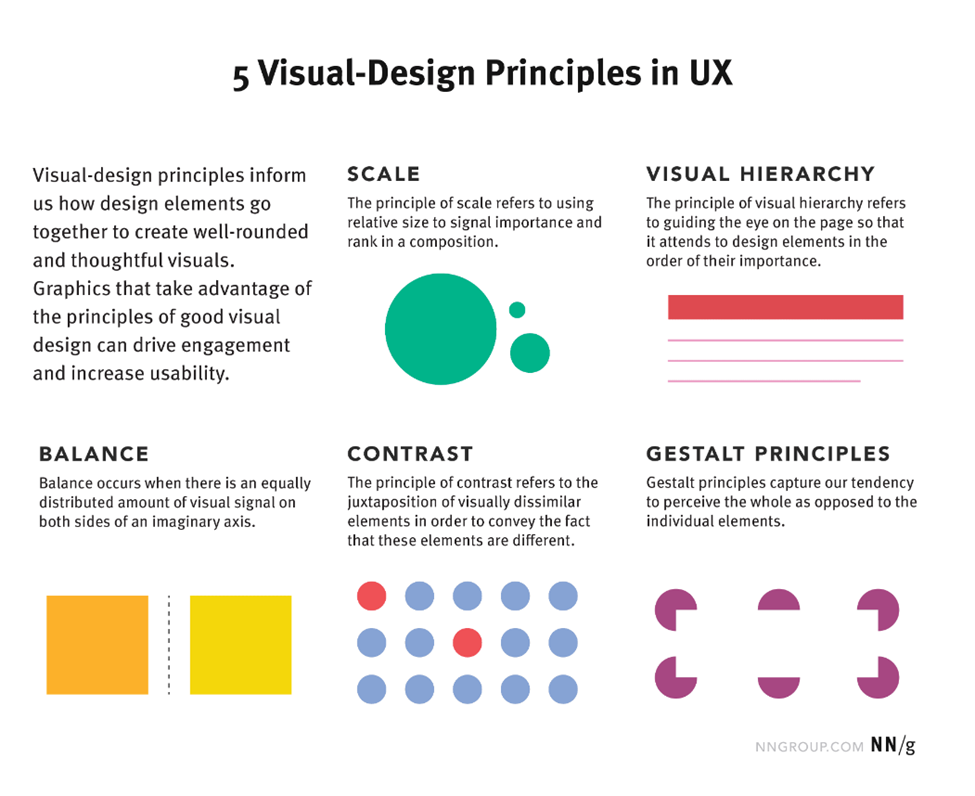 5 Visual-Design Principles in UX
Visual-design principles inform
us how design elements go
together to create well-rounded
and thoughtful visuals.
Graphics that take advantage of
the principles of good visual
design can drive engagement
and increase usability.
SCALE
The principle of scale refers to using
relative size to signal importance and
rank in a composition.
VISUAL HIERARCHY
The principle of visual hierarchy refers
to guiding the eye on the page so that
it attends to design elements in the
order of their importance.
BALANCE
Balance occurs when there is an equally
distributed amount of visual signal on
both sides of an imaginary axis.
CONTRAST
The principle of contrast refers to the
juxtaposition of visually dissimilar
elements in order to convey the fact
that these elements are different.
GESTALT PRINCIPLES
Gestalt principles capture our tendency
to perceive the whole as opposed to the
individual elements.
NNGROUP.COM NN/g